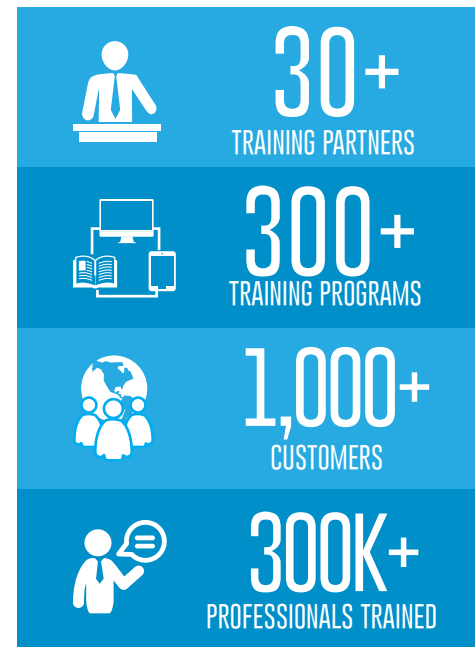 30+
TRAINING PARTNERS
300+
TRAINING PROGRAMS
1,000+
CUSTOMERS
300K+
PROFESSIONALS TRAINED